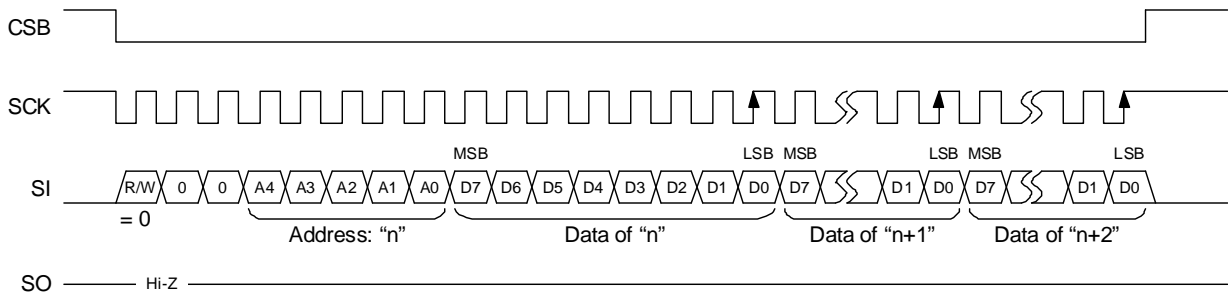 CSB
SCK
MSB LSB MSB LSB MSB LSB
SI R/W 0 0 A4 A3 A2 A1 A0 D7 D6 D5 D4 D3 D2 D1 D0 D7 D1 D0 D7 D1 D0
= 0
Address: “n” Data of “n” Data of “n+1” Data of “n+2”
SO Hi-Z